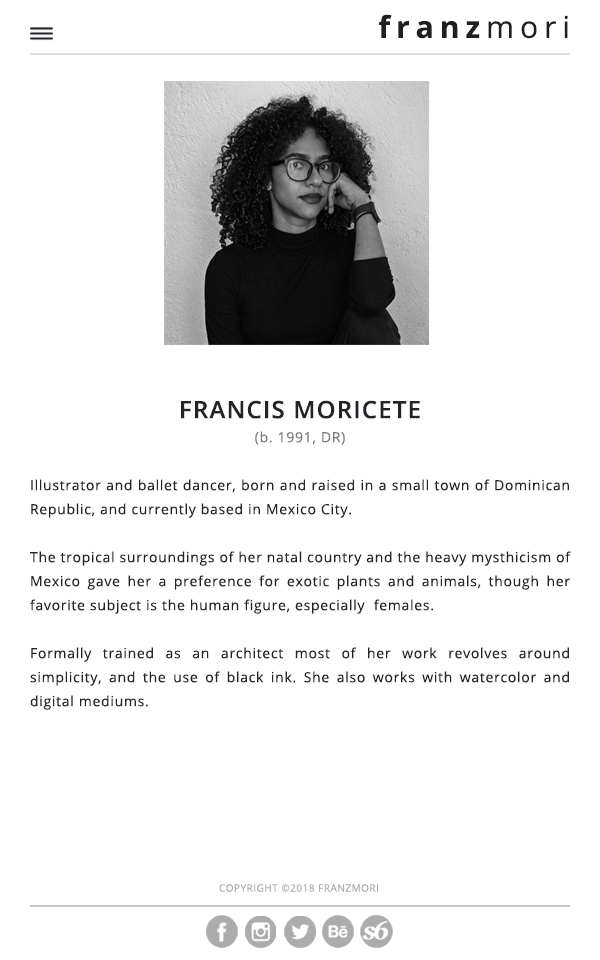 franzmori
FRANCIS MORICETE
(b. 1991, DR)
Illustrator and ballet dancer, born and raised in a small town of Dominican
Republic, and currently based in Mexico City.
The tropical surroundings of her natal country and the heavy mysthicism of
Mexico gave her a preference for exotic plants and animals, though her
favorite subject is the human figure, especially  females.
Formally trained as an architect most of her work revolves around
simplicity, and the use of black ink. She also works with watercolor and
digital mediums.
COPYRIGHT ©2018 FRANZMORI
f Bē s6